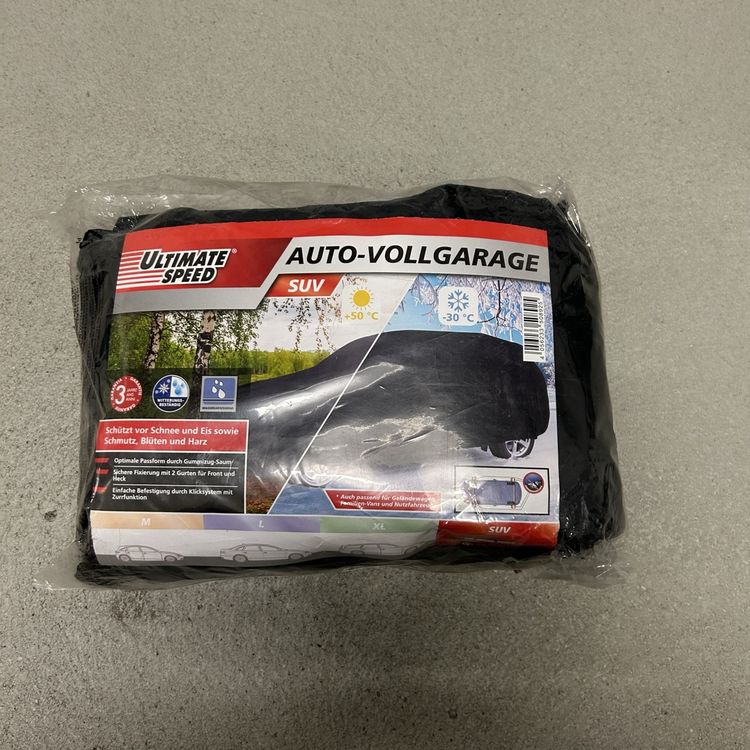 ULTIMATE SPEED®
AUTO-VOLLGARAGE
SUV
+50 °C
-30 °C
3
WITTERUNGS-
BESTÄNDIG
Schützt vor Schnee und Eis sowie
Schmutz, Blüten und Harz
Optimale Passform durch Gummizug-Saum
Sichere Fixierung mit 2 Gurten für Front und
Heck
Einfache Befestigung durch Klicksystem mit
Zurrfunktion
* Auch passend für Geländewagen,
Familien-Vans und Nutzfahrzeuge
M
L
XL
SUV